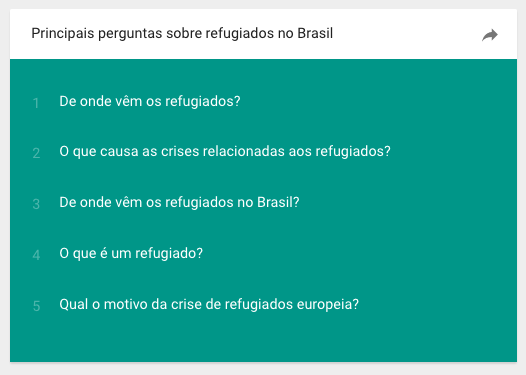 Principais perguntas sobre refugiados no Brasil
1 De onde vêm os refugiados?
2 O que causa as crises relacionadas aos refugiados?
3 De onde vêm os refugiados no Brasil?
4 O que é um refugiado?
5 Qual o motivo da crise de refugiados europeia?